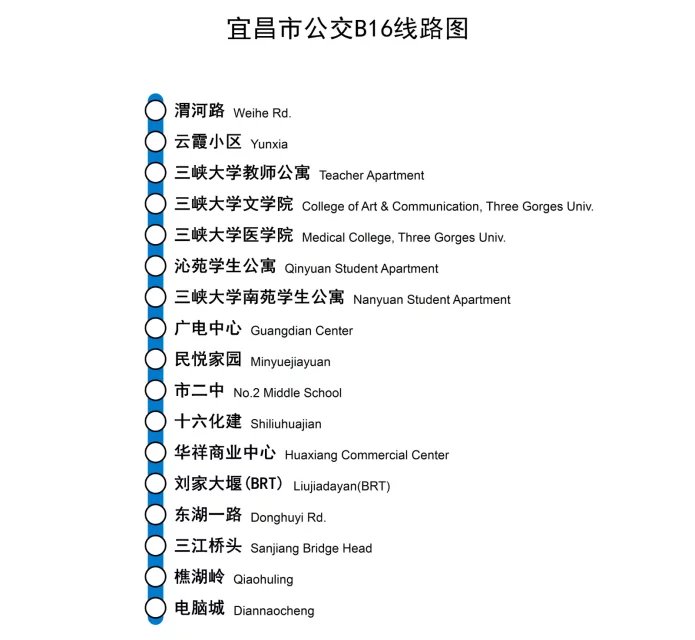 宜昌市公交B16线路图
渭河路 Weihe Rd.
云霞小区 Yunxia
三峡大学教师公寓 Teacher Apartment
三峡大学文学院 College of Art & Communication, Three Gorges Univ.
三峡大学医学院 Medical College, Three Gorges Univ.
沁苑学生公寓 Qinyuan Student Apartment
三峡大学南苑学生公寓 Nanyuan Student Apartment
广电中心 Guangdian Center
民悦家园 Minyuejiayuan
市二中 No.2 Middle School
十六化建 Shiliuhuajian
华祥商业中心 Huaxiang Commercial Center
刘家大堰(BRT) Liujiadayan(BRT)
东湖一路 Donghuyi Rd.
三江桥头 Sanjiang Bridge Head
樵湖岭 Qiaohuling
电脑城 Diannaocheng